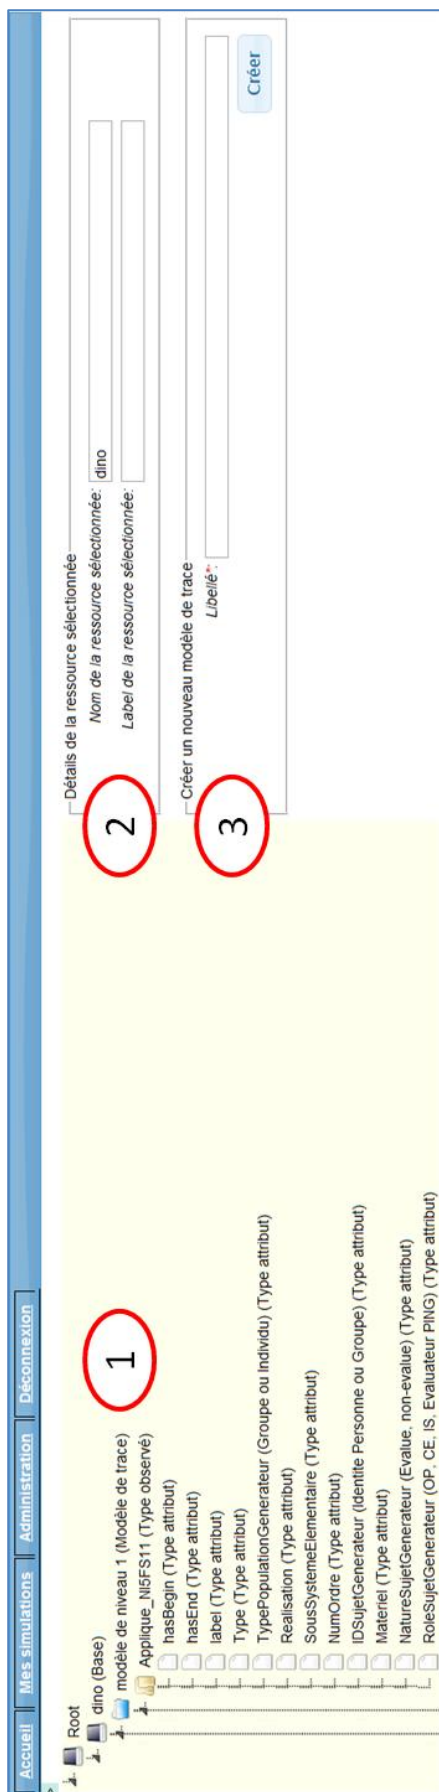 Accueil Mes simulations Administration Déconnexion
Root
dino (Base)
modèle de niveau 1 (Modèle de trace)
Applique_NI5FS11 (Type observé)
hasBegin (Type attribut)
hasEnd (Type attribut)
label (Type attribut)
Type (Type attribut)
TypePopulationGenerateur (Groupe ou Individu) (Type attribut)
Realisation (Type attribut)
SousSystemeElementaire (Type attribut)
NumOrdre (Type attribut)
IDSujetGenerateur (Identite Personne ou Groupe) (Type attribut)
Materiel (Type attribut)
NatureSujetGenerateur (Evalue, non-evalue) (Type attribut)
RoleSujetGenerateur (OP, CE, IS, Evaluateur PING) (Type attribut)
1
Détails de la ressource sélectionnée
Nom de la ressource sélectionnée: dino
Label de la ressource sélectionnée:
2
Créer un nouveau modèle de trace
Libellé*:
Créer
3